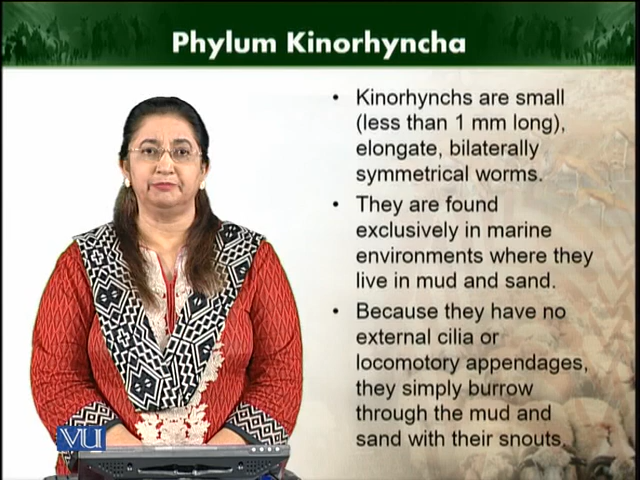 Phylum Kinorhyncha
• Kinorhynchs are small
(less than 1 mm long),
elongate, bilaterally
symmetrical worms.
• They are found
exclusively in marine
environments where they
live in mud and sand.
• Because they have no
external cilia or
locomotory appendages,
they simply burrow
through the mud and
sand with their snouts.
VU